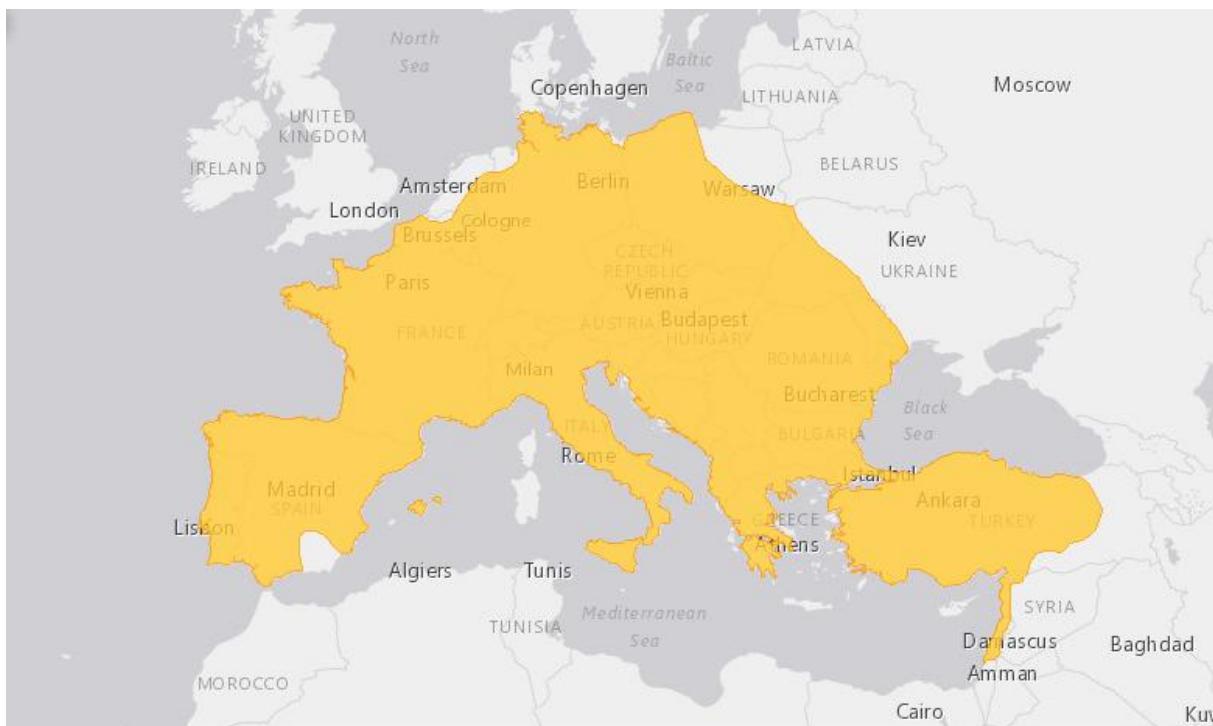 North
Sea
Baltic
Sea
LATVIA
Moscow
Copenhagen
LITHUANIA
UNITED
KINGDOM
IRELAND
BELARUS
Amsterdam
Berlin
Warsaw
London
Cologne
Brussels
Kiev
UKRAINE
CZECH
REPUBLIC
Paris
Vienna
FRANCE
AUSTRIA
Budapest
HUNGARY
ROMANIA
Milan
Bucharest
Black
Sea
ITALY
BULGARIA
Rome
Istanbul
Madrid
SPAIN
Ankara
TURKEY
Lisbon
GREECE
Athens
Algiers
Tunis
Mediterranean
Sea
SYRIA
TUNISIA
Damascus
Baghdad
Amman
MOROCCO
Cairo
Kuv